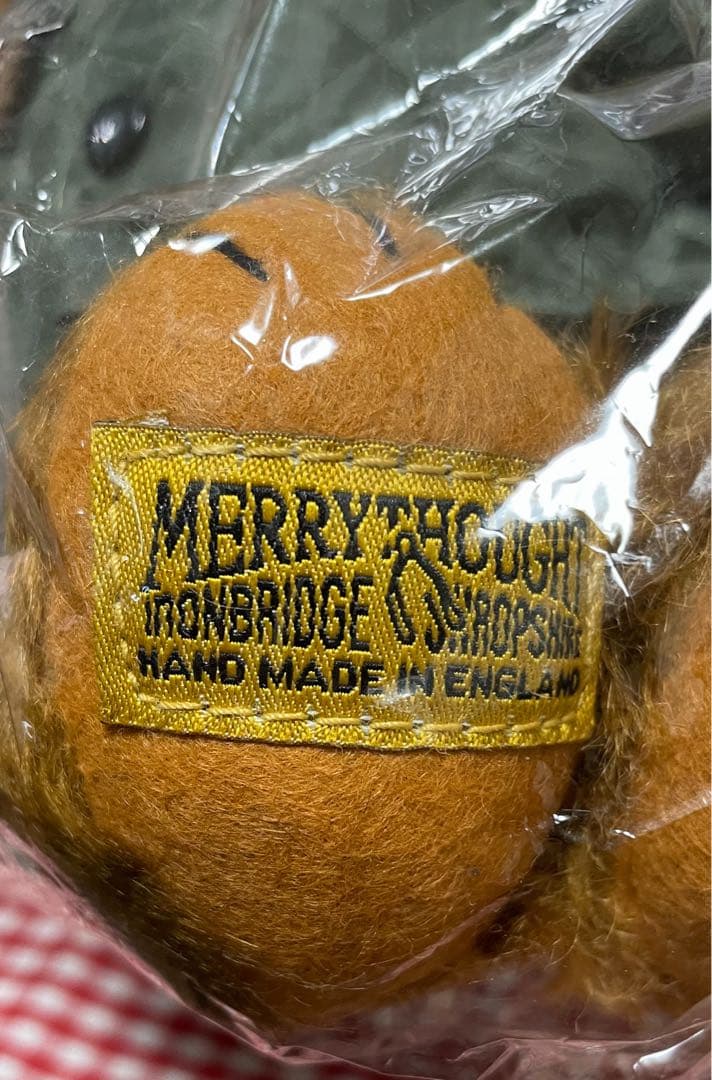 MERRYTHOUGHT
IRONBRIDGE SHROPSHIRE
HAND MADE IN ENGLAND